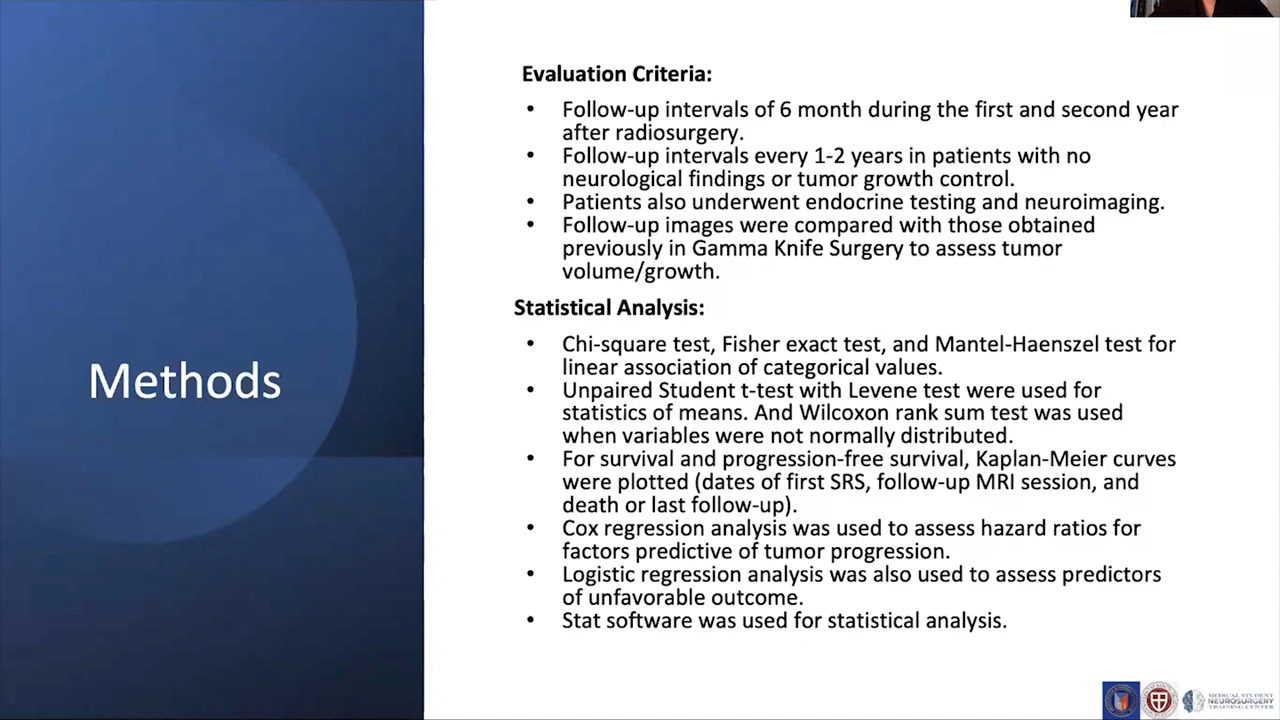 Methods
Evaluation Criteria:
• Follow-up intervals of 6 month during the first and second year
after radiosurgery.
• Follow-up intervals every 1-2 years in patients with no
neurological findings or tumor growth control.
• Patients also underwent endocrine testing and neuroimaging.
• Follow-up images were compared with those obtained
previously in Gamma Knife Surgery to assess tumor
volume/growth.
Statistical Analysis:
• Chi-square test, Fisher exact test, and Mantel-Haenszel test for
linear association of categorical values.
• Unpaired Student t-test with Levene test were used for
statistics of means. And Wilcoxon rank sum test was used
when variables were not normally distributed.
• For survival and progression-free survival, Kaplan-Meier curves
were plotted (dates of first SRS, follow-up MRI session, and
death or last follow-up).
• Cox regression analysis was used to assess hazard ratios for
factors predictive of tumor progression.
• Logistic regression analysis was also used to assess predictors
of unfavorable outcome.
• Stat software was used for statistical analysis.
MEDICAL STUDENT
NEUROSURGERY
TRAINING CENTER